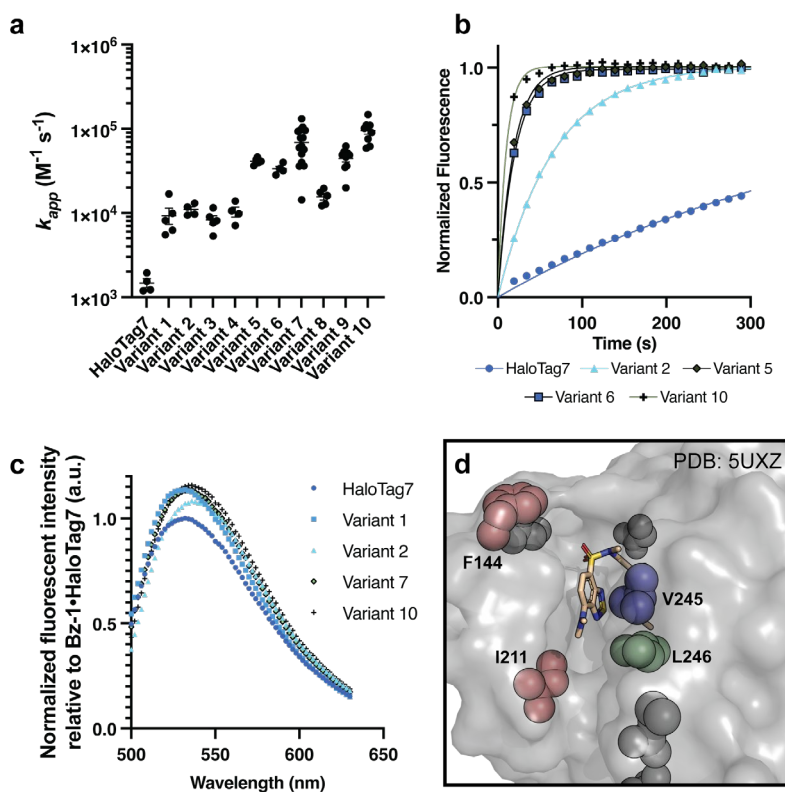 a
k_app (M⁻¹ s⁻¹)
1×10⁶
1×10⁵
1×10⁴
1×10³
HaloTag7
Variant 1
Variant 2
Variant 3
Variant 4
Variant 5
Variant 6
Variant 7
Variant 8
Variant 9
Variant 10
b
Normalized Fluorescence
1.0
0.5
0.0
0
100
200
300
Time (s)
HaloTag7
Variant 2
Variant 5
Variant 6
Variant 10
c
Normalized fluorescent intensity
relative to Bz-1•HaloTag7 (a.u.)
1.0
0.5
0.0
500
550
600
650
Wavelength (nm)
HaloTag7
Variant 1
Variant 2
Variant 7
Variant 10
d
PDB: 5UXZ
F144
V245
I211
L246